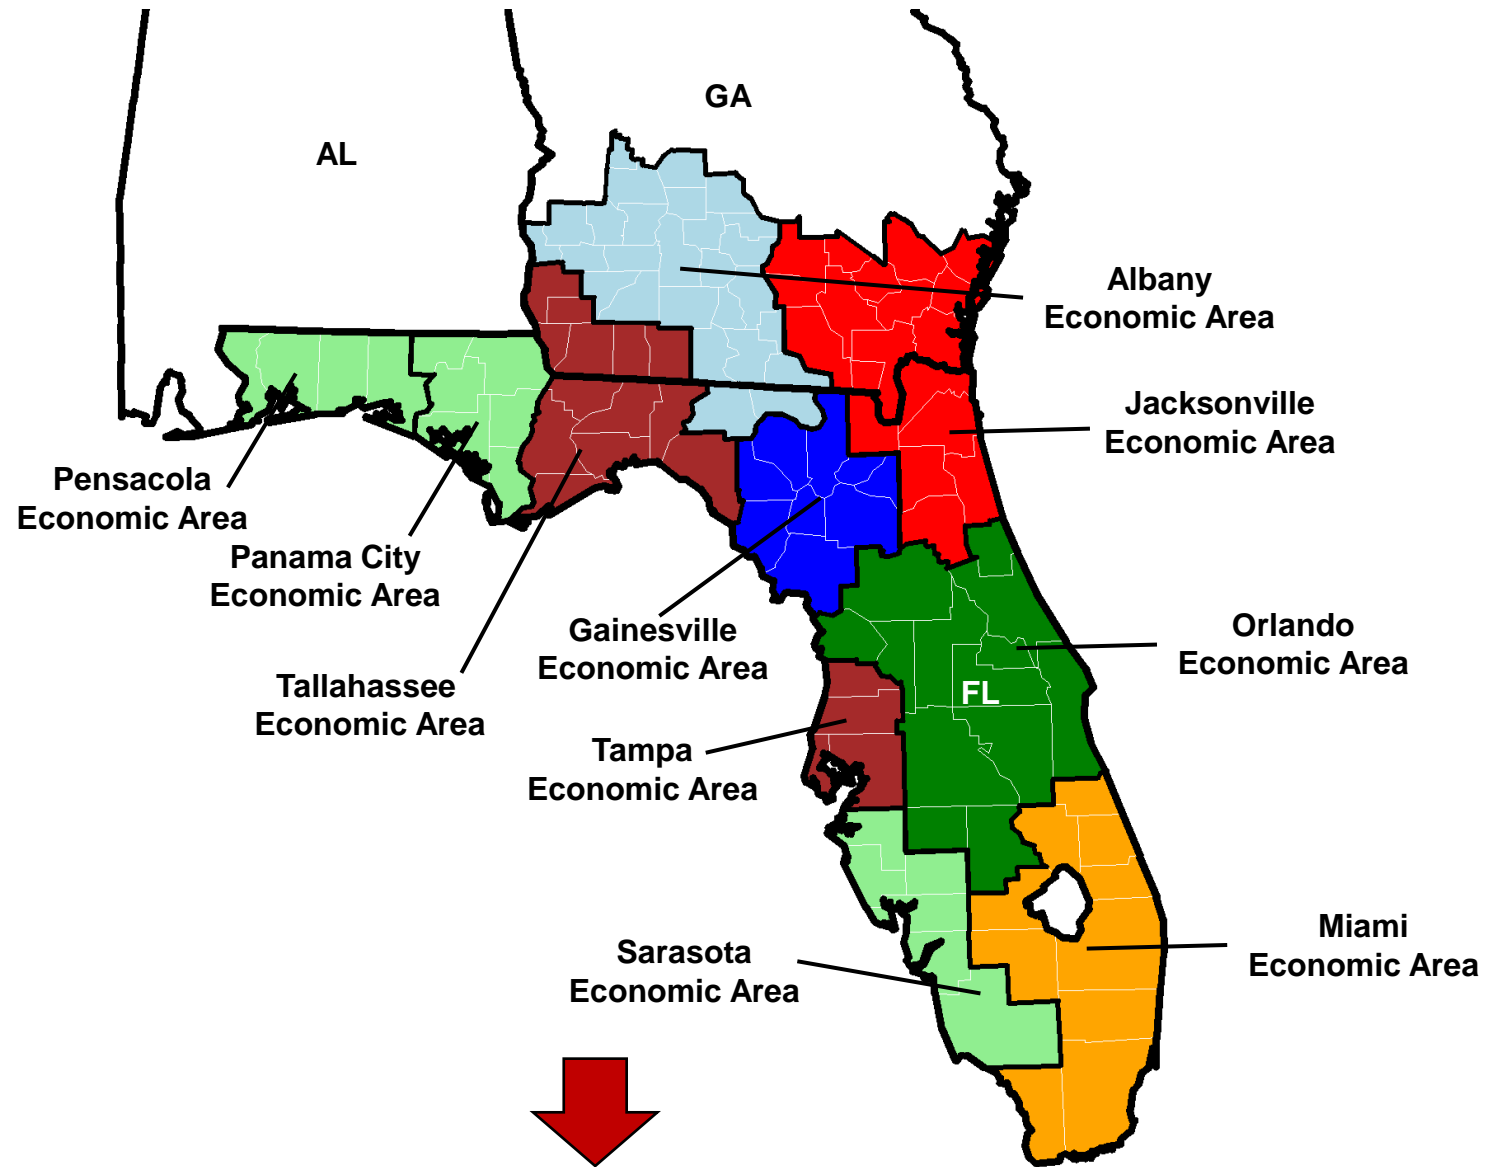 GA
AL
Albany
Economic Area
Jacksonville
Economic Area
Pensacola
Economic Area
Panama City
Economic Area
Gainesville
Economic Area
Orlando
Economic Area
Tallahassee
Economic Area
FL
Tampa
Economic Area
Miami
Economic Area
Sarasota
Economic Area